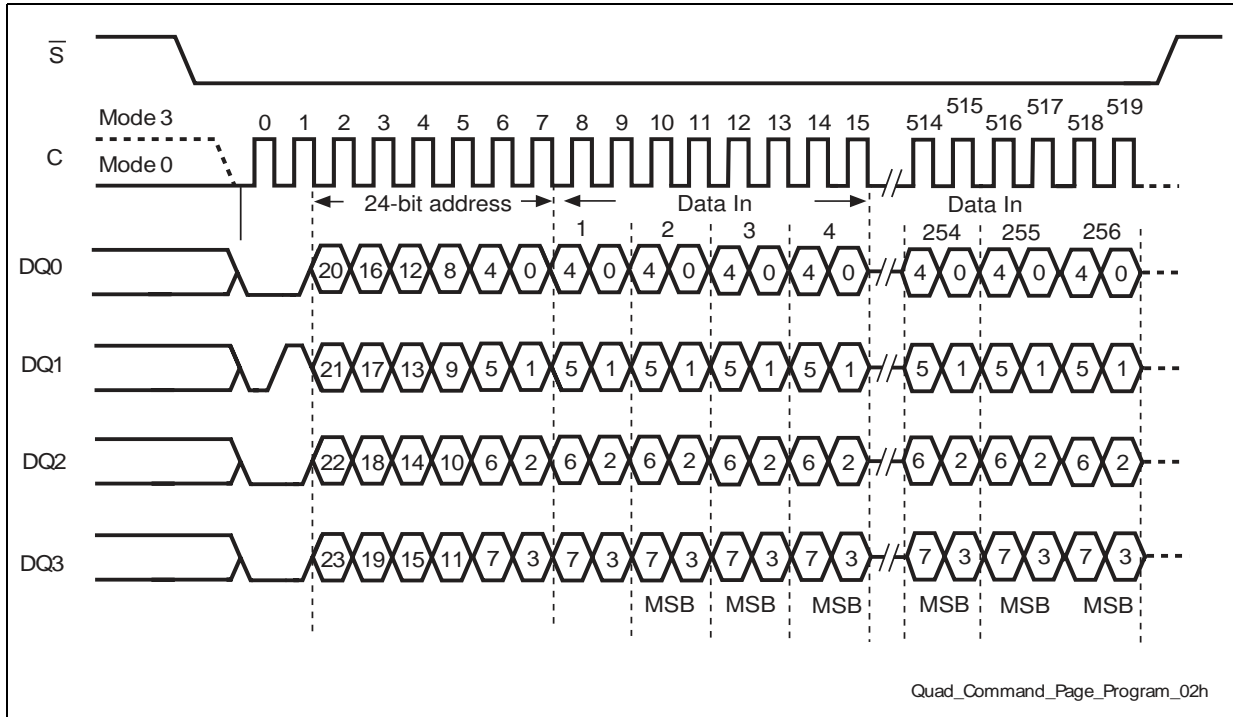 S
Mode 3
0 1 2 3 4 5 6 7 8 9 10 11 12 13 14 15 514 515 516 517 518 519
C
Mode 0
24-bit address Data In Data In
1 2 3 4 254 255 256
DQ0 20 16 12 8 4 0 4 0 4 0 4 0 4 0 4 0 4 0 4 0
DQ1 21 17 13 9 5 1 5 1 5 1 5 1 5 1 5 1 5 1 5 1
DQ2 22 18 14 10 6 2 6 2 6 2 6 2 6 2 6 2 6 2 6 2
DQ3 23 19 15 11 7 3 7 3 7 3 7 3 7 3 7 3 7 3 7 3
MSB MSB MSB MSB MSB MSB
Quad_Command_Page_Program_02h